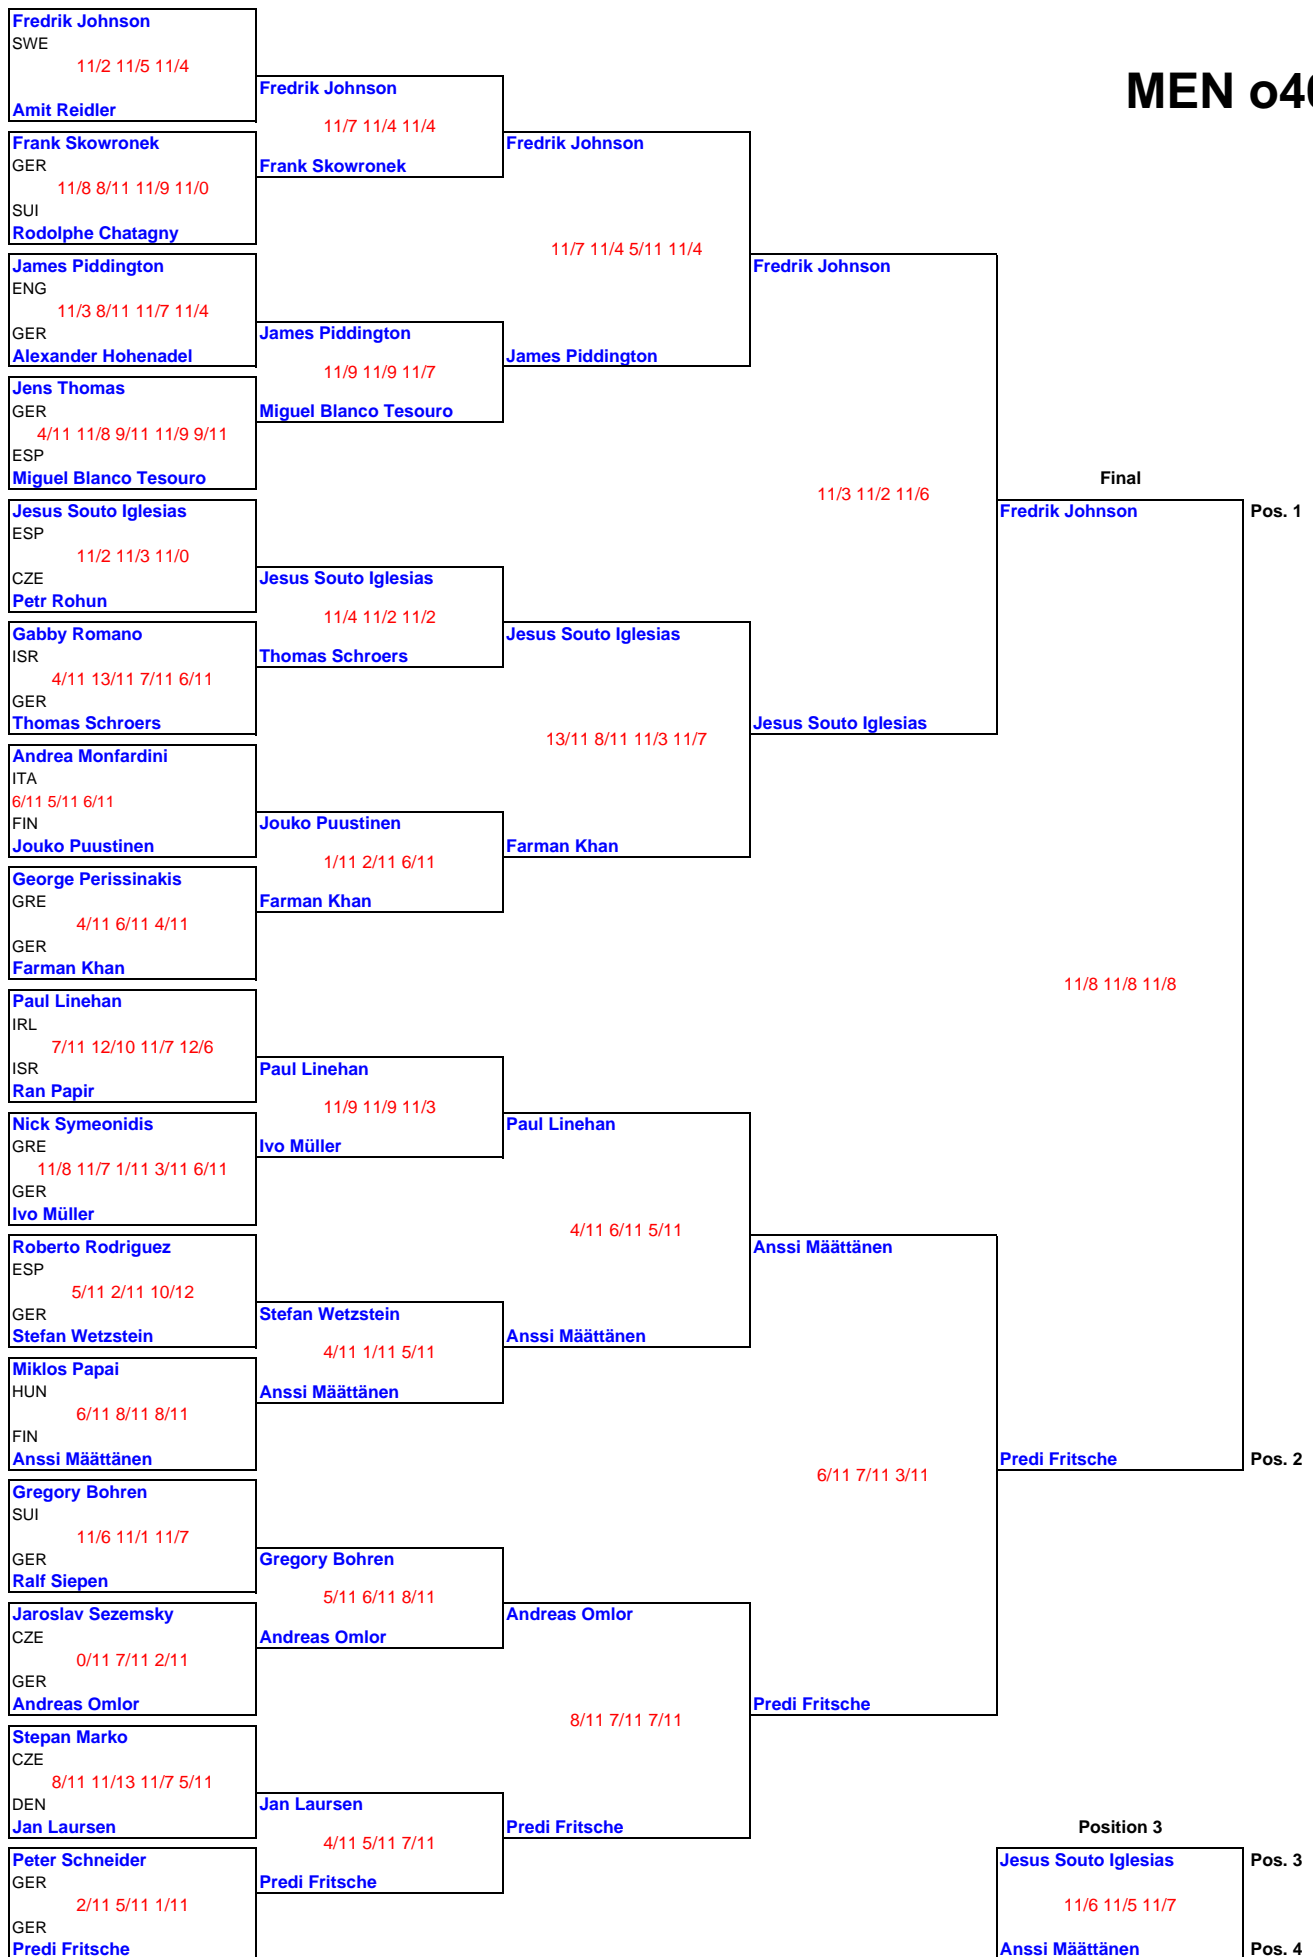 MEN o40
Fredrik Johnson
SWE
11/2 11/5 11/4
Amit Reidler
Frank Skowronek
GER
11/8 8/11 11/9 11/0
SUI
Rodolphe Chatagny
James Piddington
ENG
11/3 8/11 11/7 11/4
GER
Alexander Hohenadel
Jens Thomas
GER
4/11 11/8 9/11 11/9 9/11
ESP
Miguel Blanco Tesouro
Jesus Souto Iglesias
ESP
11/2 11/3 11/0
CZE
Petr Rohun
Gabby Romano
ISR
4/11 13/11 7/11 6/11
GER
Thomas Schroers
Andrea Monfardini
ITA
6/11 5/11 6/11
FIN
Jouko Puustinen
George Perissinakis
GRE
4/11 6/11 4/11
GER
Farman Khan
Paul Linehan
IRL
7/11 12/10 11/7 12/6
ISR
Ran Papir
Nick Symeonidis
GRE
11/8 11/7 1/11 3/11 6/11
GER
Ivo Müller
Roberto Rodriguez
ESP
5/11 2/11 10/12
GER
Stefan Wetzstein
Miklos Papai
HUN
6/11 8/11 8/11
FIN
Anssi Määttänen
Gregory Bohren
SUI
11/6 11/1 11/7
GER
Ralf Siepen
Jaroslav Sezemsky
CZE
0/11 7/11 2/11
GER
Andreas Omlor
Stepan Marko
CZE
8/11 11/13 11/7 5/11
DEN
Jan Laursen
Peter Schneider
GER
2/11 5/11 1/11
GER
Predi Fritsche
Fredrik Johnson
11/7 11/4 11/4
Frank Skowronek
James Piddington
11/9 11/9 11/7
Miguel Blanco Tesouro
Jesus Souto Iglesias
11/4 11/2 11/2
Thomas Schroers
Jouko Puustinen
1/11 2/11 6/11
Farman Khan
Paul Linehan
11/9 11/9 11/3
Ivo Müller
Stefan Wetzstein
4/11 1/11 5/11
Anssi Määttänen
Gregory Bohren
5/11 6/11 8/11
Andreas Omlor
Jan Laursen
4/11 5/11 7/11
Predi Fritsche
Fredrik Johnson
11/7 11/4 5/11 11/4
James Piddington
Jesus Souto Iglesias
13/11 8/11 11/3 11/7
Farman Khan
Paul Linehan
4/11 6/11 5/11
Anssi Määttänen
Andreas Omlor
8/11 7/11 7/11
Predi Fritsche
Fredrik Johnson
11/3 11/2 11/6
Jesus Souto Iglesias
Anssi Määttänen
6/11 7/11 3/11
Predi Fritsche
Final
Fredrik Johnson Pos. 1
11/8 11/8 11/8
Predi Fritsche Pos. 2
Position 3
Jesus Souto Iglesias Pos. 3
11/6 11/5 11/7
Anssi Määttänen Pos. 4